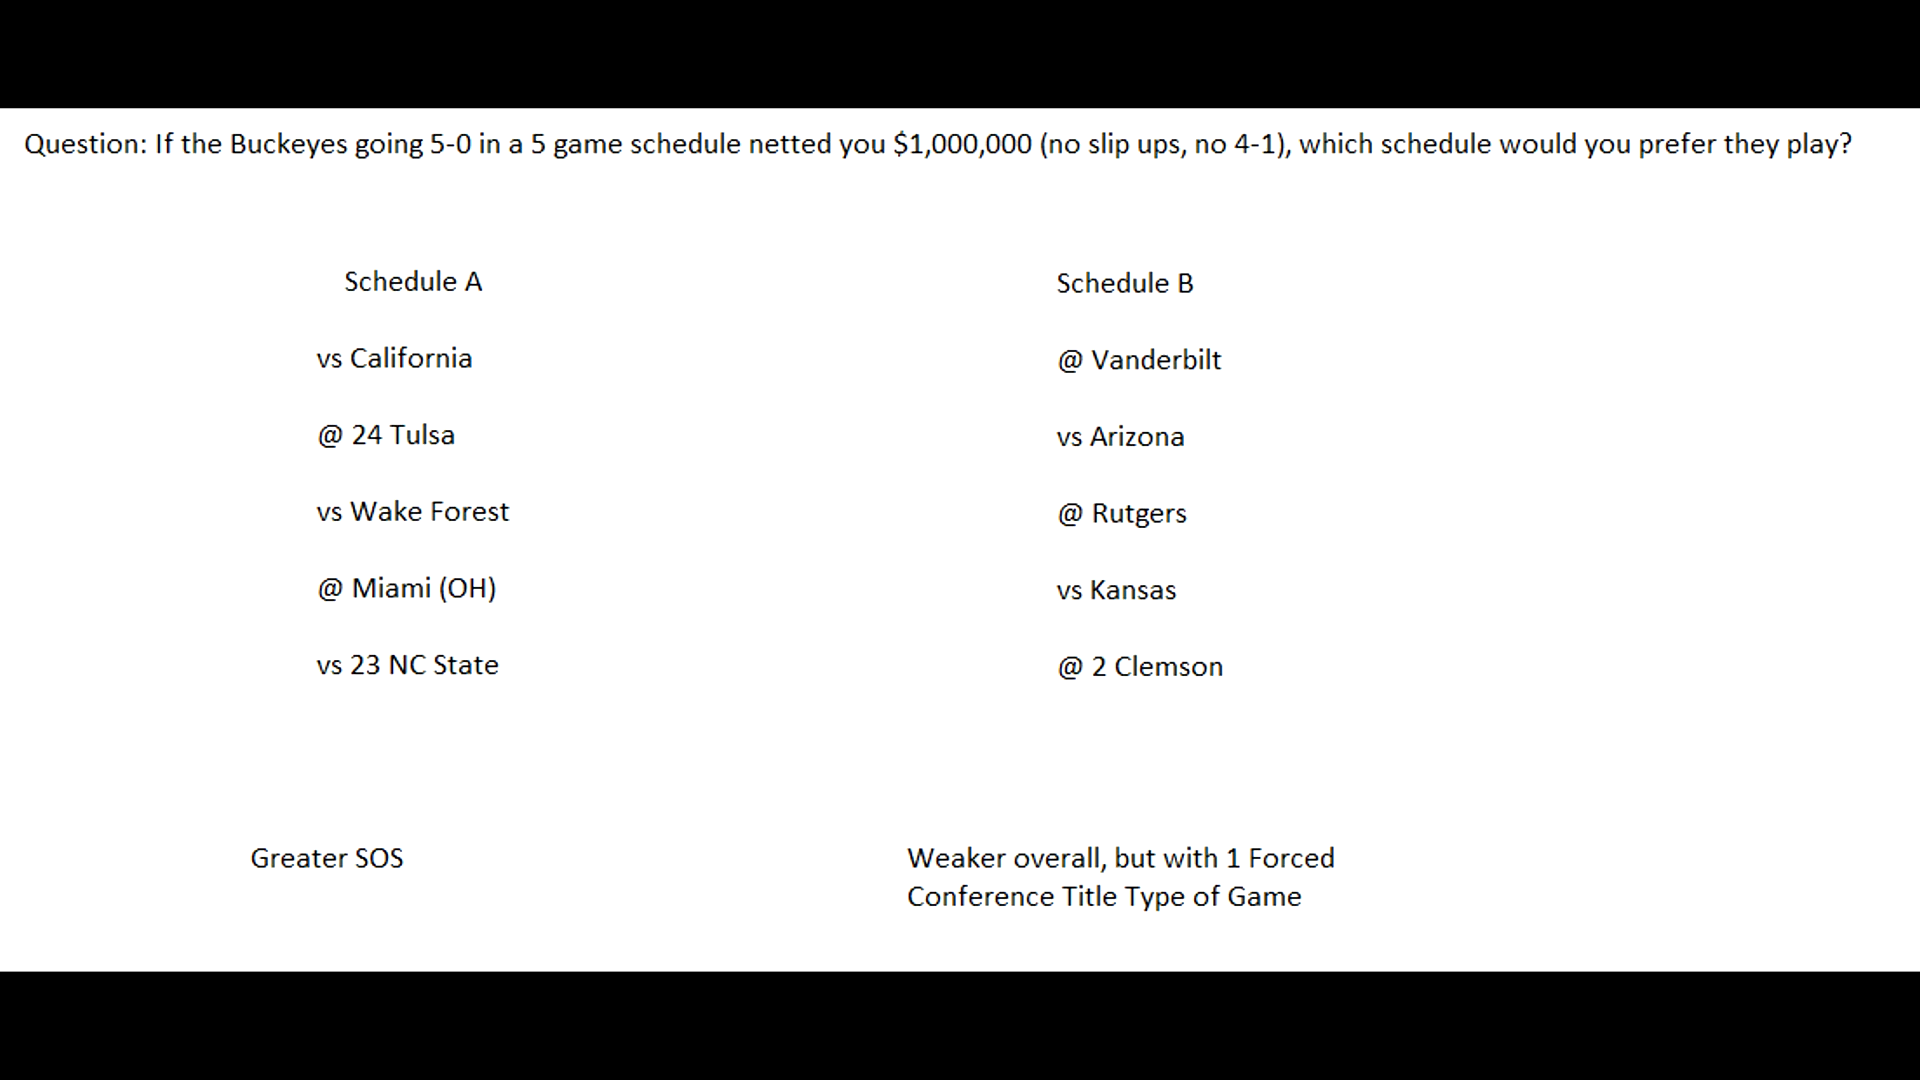 Question: If the Buckeyes going 5-0 in a 5 game schedule netted you $1,000,000 (no slip ups, no 4-1), which schedule would you prefer they play?
Schedule A
vs California
@ 24 Tulsa
vs Wake Forest
@ Miami (OH)
vs 23 NC State
Greater SOS
Schedule B
@ Vanderbilt
vs Arizona
@ Rutgers
vs Kansas
@ 2 Clemson
Weaker overall, but with 1 Forced
Conference Title Type of Game